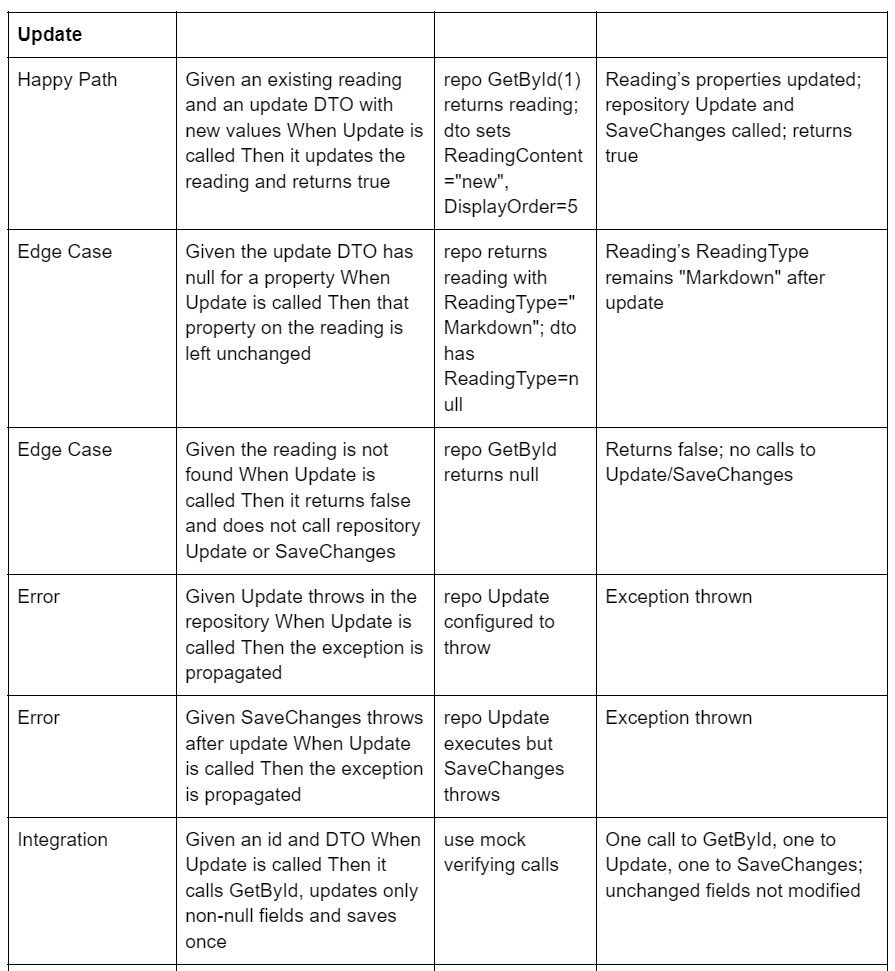 Update
Happy Path
Given an existing reading
and an update DTO with
new values When Update is
called Then it updates the
reading and returns true
repo GetById(1)
returns reading;
dto sets
ReadingContent
="new",
DisplayOrder=5
Reading’s properties updated;
repository Update and
SaveChanges called; returns
true
Edge Case
Given the update DTO has
null for a property When
Update is called Then that
property on the reading is
left unchanged
repo returns
reading with
ReadingType="
Markdown"; dto
has
ReadingType=n
ull
Reading’s ReadingType
remains "Markdown" after
update
Edge Case
Given the reading is not
found When Update is
called Then it returns false
and does not call repository
Update or SaveChanges
repo GetById
returns null
Returns false; no calls to
Update/SaveChanges
Error
Given Update throws in the
repository When Update is
called Then the exception is
propagated
repo Update
configured to
throw
Exception thrown
Error
Given SaveChanges throws
after update When Update
is called Then the exception
is propagated
repo Update
executes but
SaveChanges
throws
Exception thrown
Integration
Given an id and DTO When
Update is called Then it
calls GetById, updates only
non-null fields and saves
once
use mock
verifying calls
One call to GetById, one to
Update, one to SaveChanges;
unchanged fields not modified